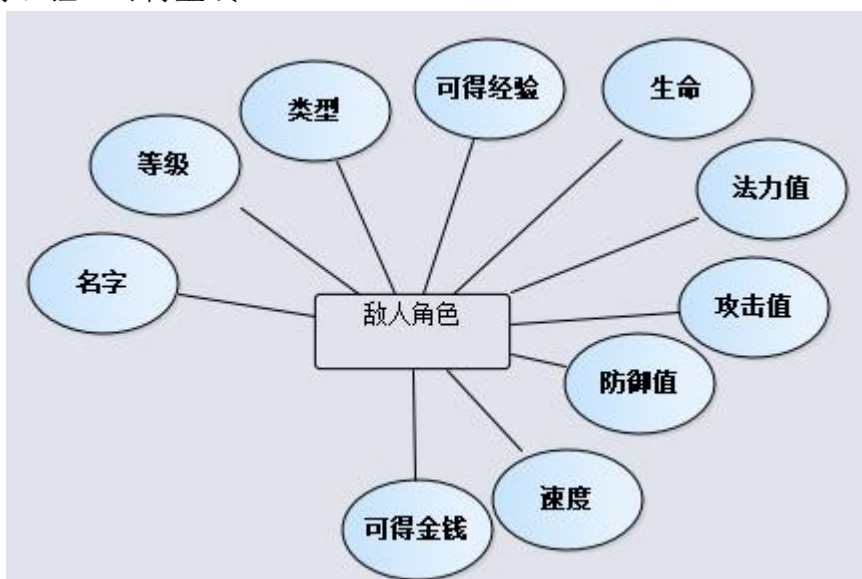 可得经验
生命
类型
等级
法力值
名字
敌人角色
攻击值
防御值
速度
可得金钱